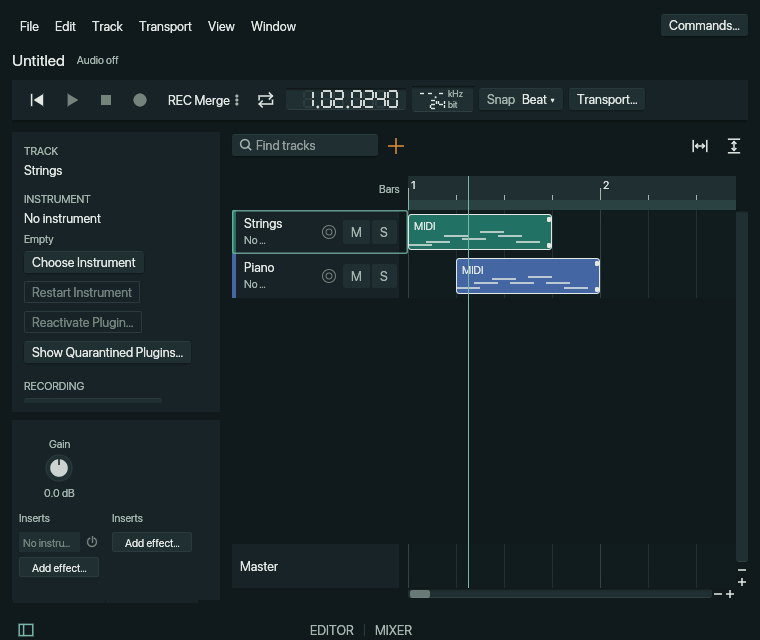 File Edit Track Transport View Window
Commands...
Untitled Audio off
REC Merge 1.02.0240 --.- kHz
24 bit
Snap Beat Transport...
TRACK
Strings
INSTRUMENT
No instrument
Empty
Choose Instrument
Restart Instrument
Reactivate Plugin...
Show Quarantined Plugins...
RECORDING
Gain
0.0 dB
Inserts Inserts
No instru...
Add effect...
Add effect...
Find tracks
Bars 1 2
Strings
No ...
M S
MIDI
Piano
No ...
M S
MIDI
Master
EDITOR MIXER